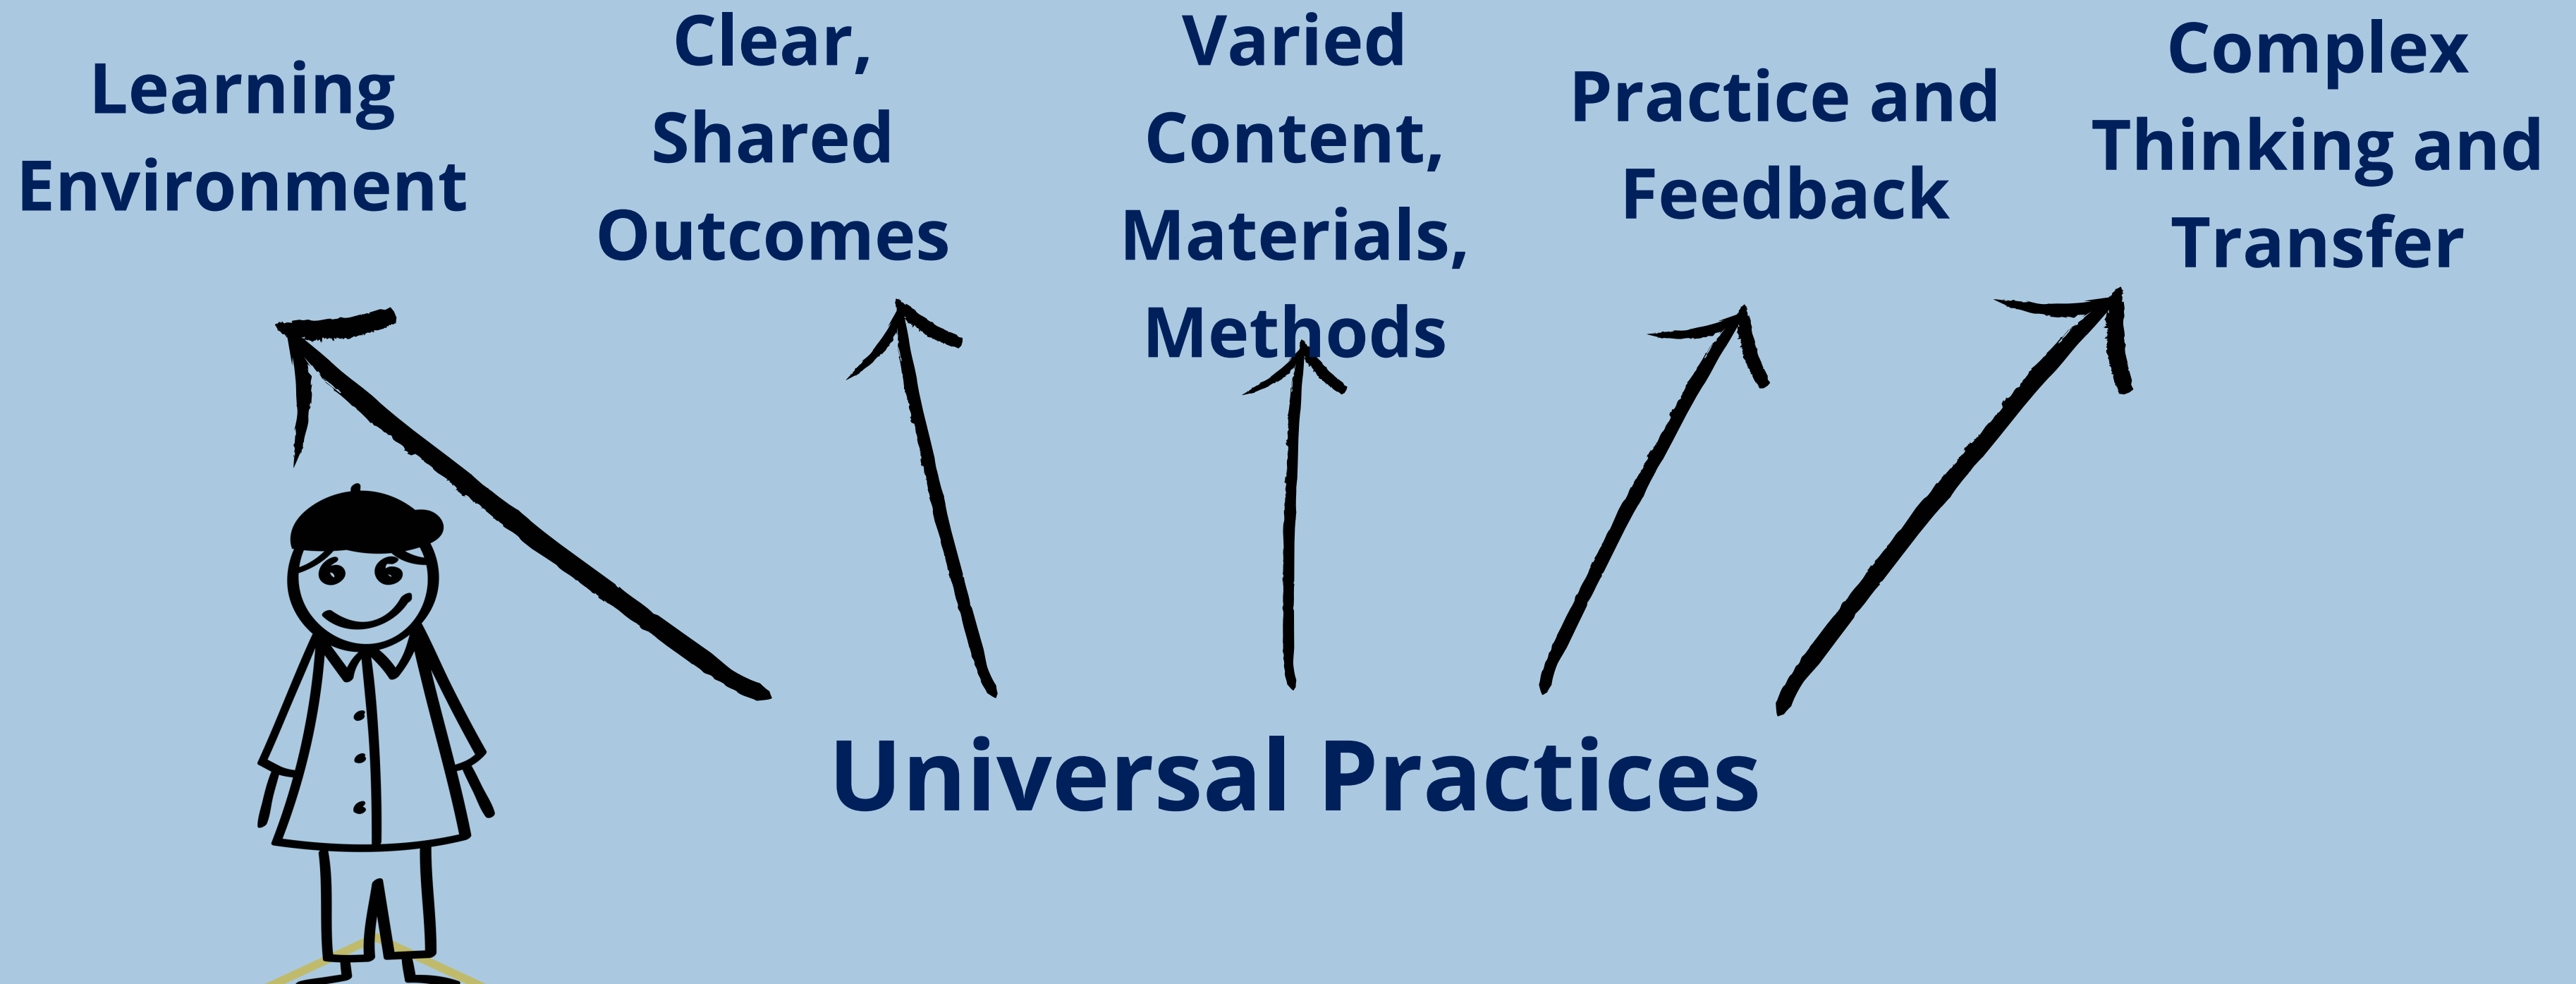 Learning
Environment
Clear,
Shared
Outcomes
Varied
Content,
Materials,
Methods
Practice and
Feedback
Complex
Thinking and
Transfer
Universal Practices